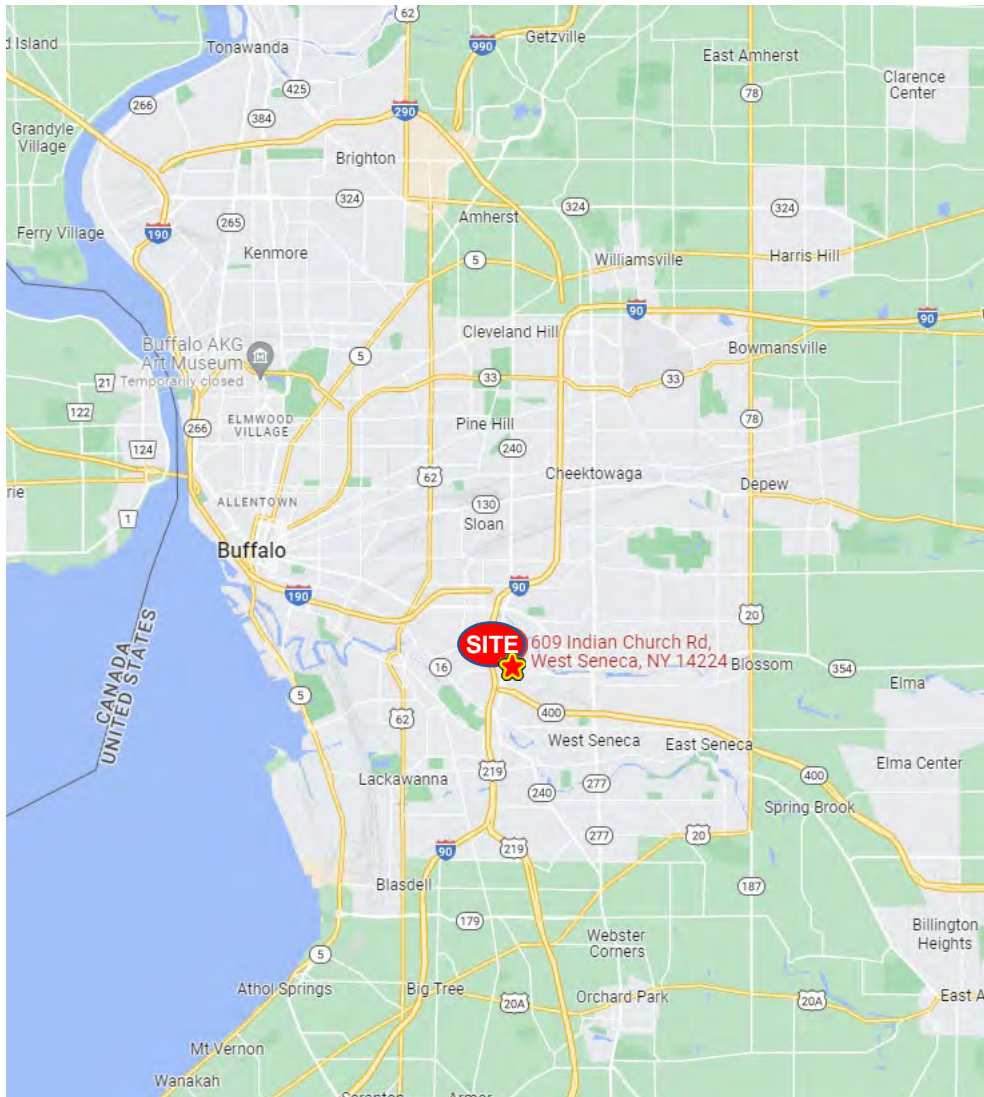 62
Getzville
d Island
Tonawanda
990
East Amherst
Clarence
Center
425
78
266
290
384
Grandyle
Village
Brighton
324
324
324
265
Amherst
190
Ferry Village
Kenmore
5
Williamsville
Harris Hill
90
90
Cleveland Hill
Buffalo AKG
Art Museum
Temporarily closed
5
Bowmansville
21
33
33
122
266
ELMWOOD
VILLAGE
Pine Hill
78
124
240
62
Cheektowaga
rie
ALLENTOWN
130
Depew
1
Sloan
Buffalo
90
190
20
CANADA
UNITED STATES
SITE
609 Indian Church Rd,
West Seneca, NY 14224
Blossom
354
16
Elma
5
62
400
West Seneca
East Seneca
219
Lackawanna
Elma Center
400
240
277
Spring Brook
277
20
90
219
Blasdell
187
179
Billington
Heights
Webster
Corners
5
Athol Springs
Big Tree
20A
Orchard Park
20A
East A
Mt Vernon
Wanakah